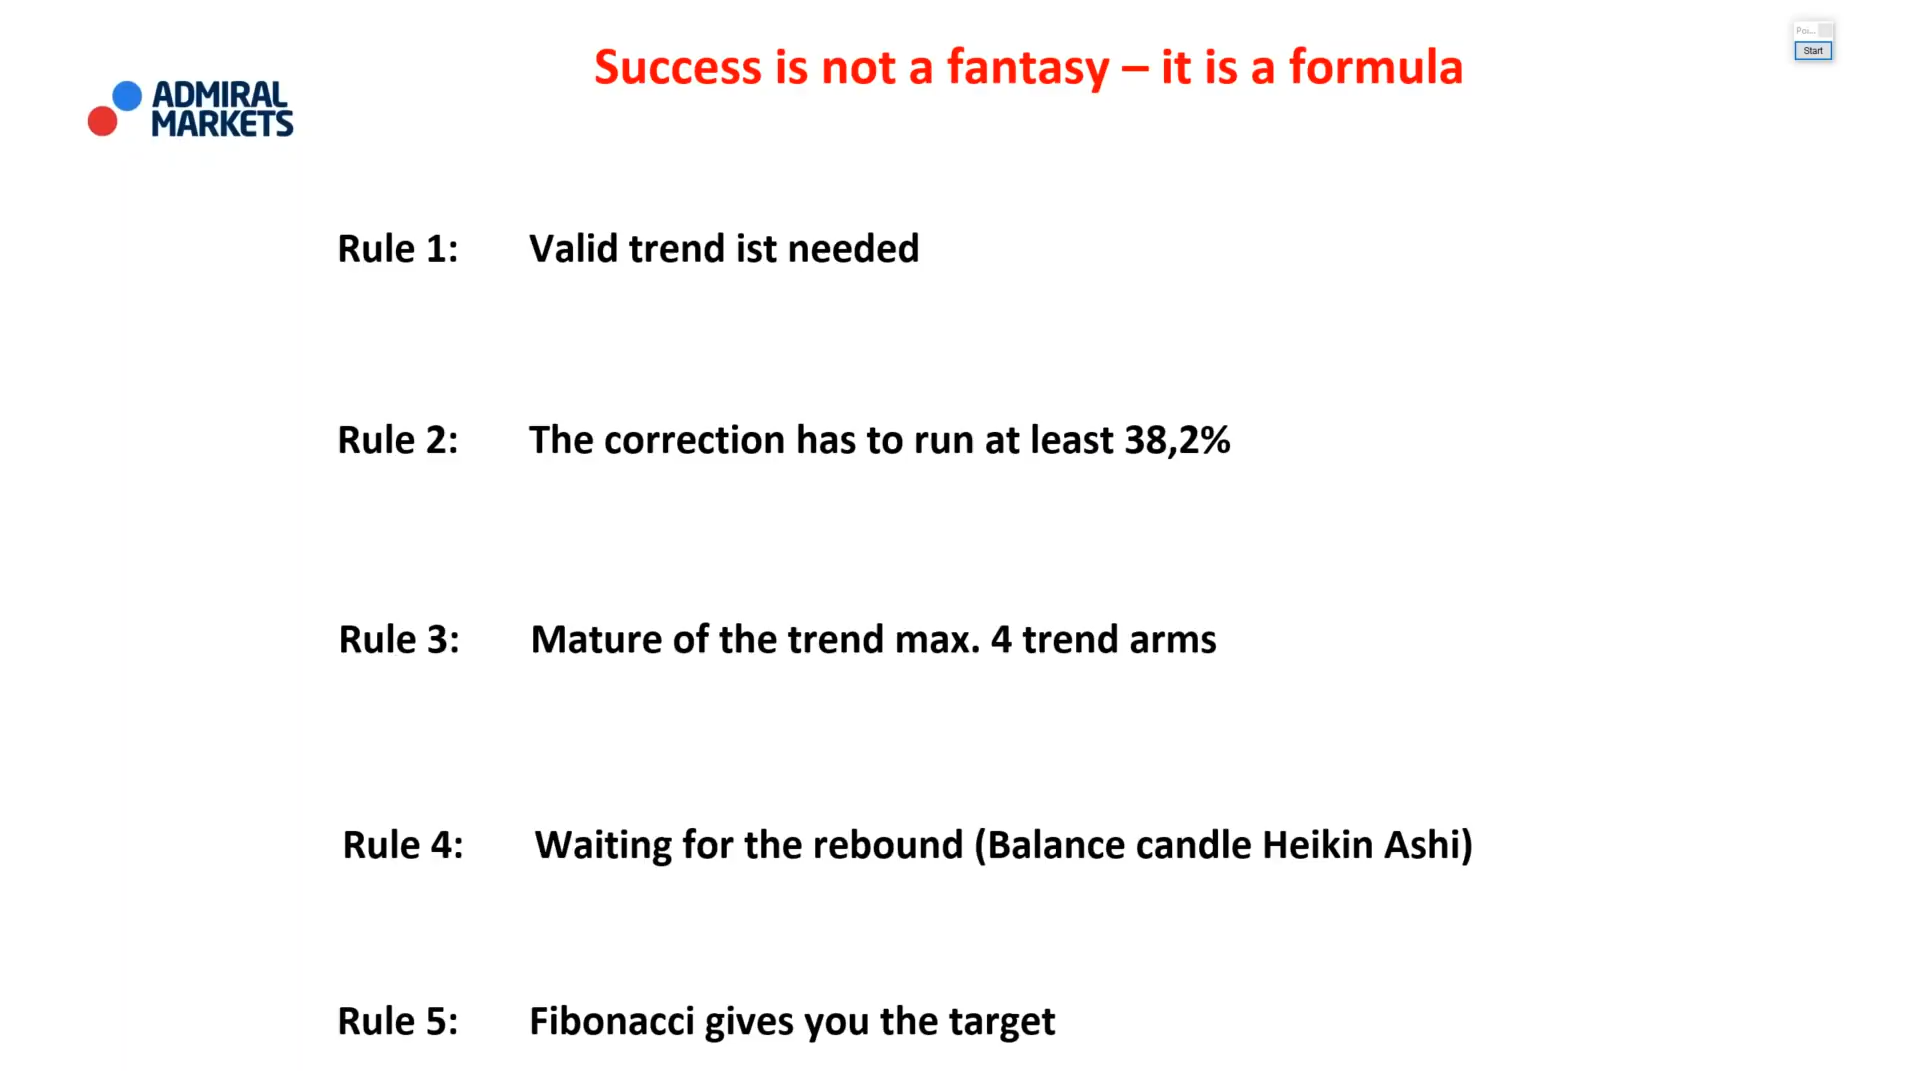 Success is not a fantasy – it is a formula
Poi...
Start
ADMIRAL
MARKETS
Rule 1: Valid trend ist needed
Rule 2: The correction has to run at least 38,2%
Rule 3: Mature of the trend max. 4 trend arms
Rule 4: Waiting for the rebound (Balance candle Heikin Ashi)
Rule 5: Fibonacci gives you the target